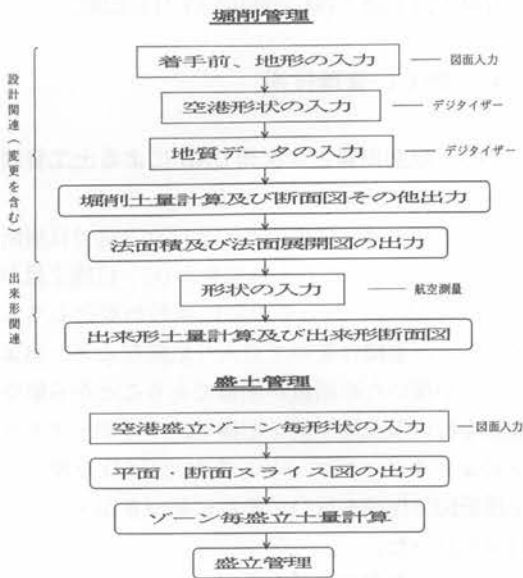 堀削管理
着手前、地形の入力
図面入力
空港形状の入力
デジタイザー
地質データの入力
デジタイザー
堀削土量計算及び断面図その他出力
法面積及び法面展開図の出力
形状の入力
航空測量
出来形土量計算及び出来形断面図
設計関連(変更を含む)
出来形関連
盛土管理
空港盛立ゾーン毎形状の入力
図面入力
平面・断面スライス図の出力
ゾーン毎盛立土量計算
盛立管理